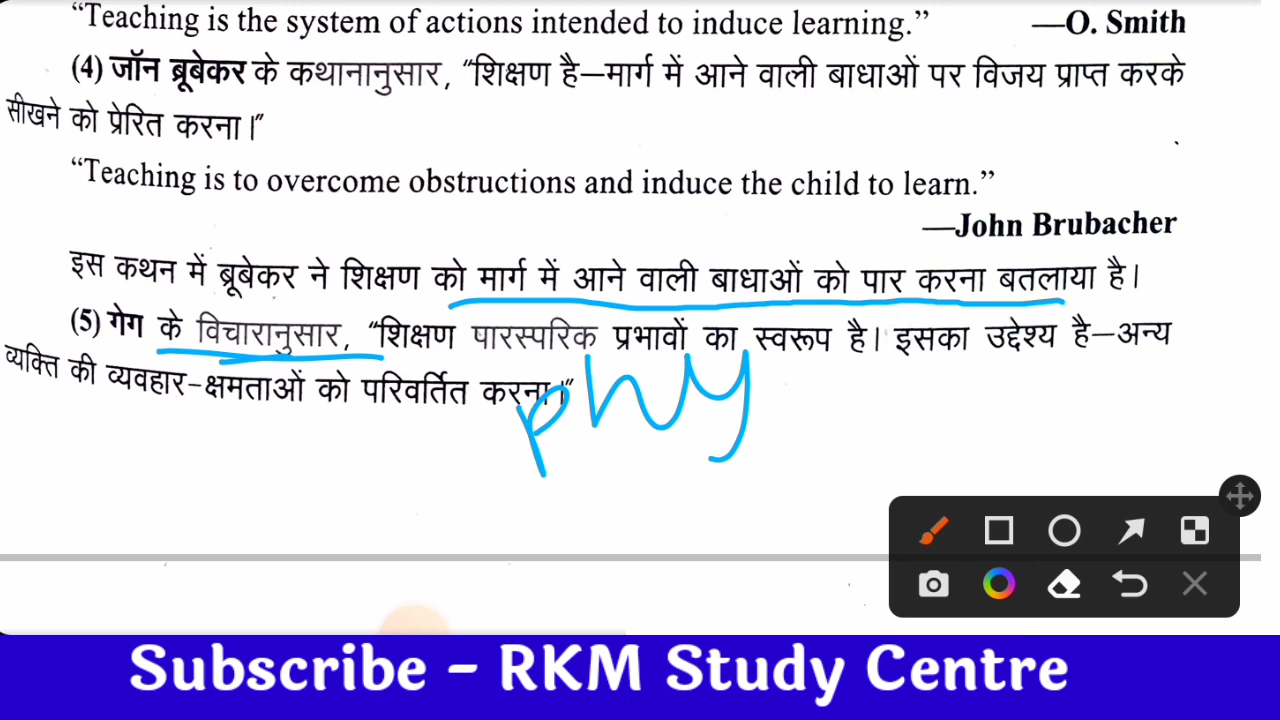 “Teaching is the system of actions intended to induce learning.” —O. Smith
(4) जॉन ब्रूबेकर के कथानानुसार, “शिक्षण है—मार्ग में आने वाली बाधाओं पर विजय प्राप्त करके
सीखने को प्रेरित करना।”
“Teaching is to overcome obstructions and induce the child to learn.”
—John Brubacher
इस कथन में ब्रूबेकर ने शिक्षण को मार्ग में आने वाली बाधाओं को पार करना बतलाया है।
(5) गेग के विचारानुसार, “शिक्षण पारस्परिक प्रभावों का स्वरूप है। इसका उद्देश्य है—अन्य
व्यक्ति की व्यवहार-क्षमताओं को परिवर्तित करना।”
phy
Subscribe - RKM Study Centre